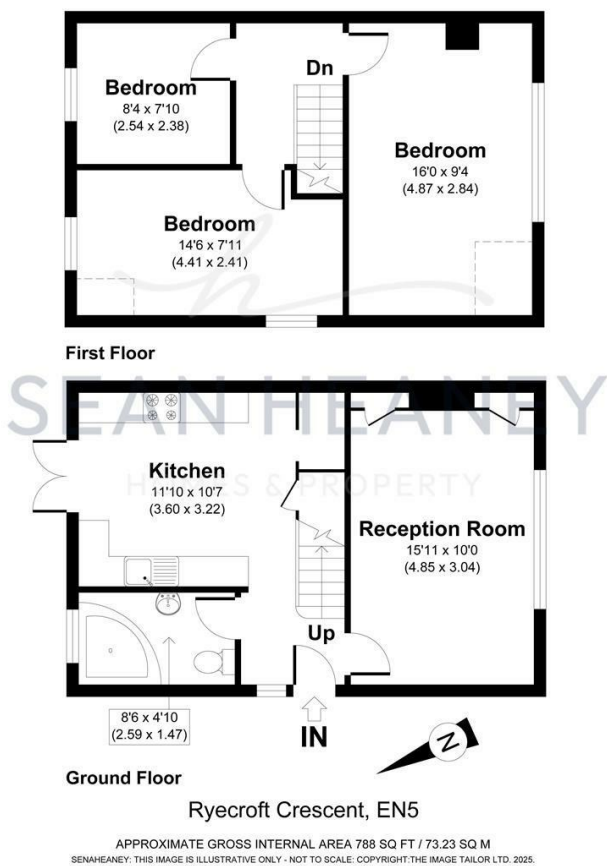 Bedroom
8'4 x 7'10
(2.54 x 2.38)
Dn
Bedroom
16'0 x 9'4
(4.87 x 2.84)
Bedroom
14'6 x 7'11
(4.41 x 2.41)
First Floor
SEAN HEANEY
HOMES & PROPERTY
Kitchen
11'10 x 10'7
(3.60 x 3.22)
Reception Room
15'11 x 10'0
(4.85 x 3.04)
Up
8'6 x 4'10
(2.59 x 1.47)
IN
N
Ground Floor
Ryecroft Crescent, EN5
APPROXIMATE GROSS INTERNAL AREA 788 SQ FT / 73.23 SQ M
SENAHEANEY: THIS IMAGE IS ILLUSTRATIVE ONLY - NOT TO SCALE: COPYRIGHT:THE IMAGE TAILOR LTD. 2025.